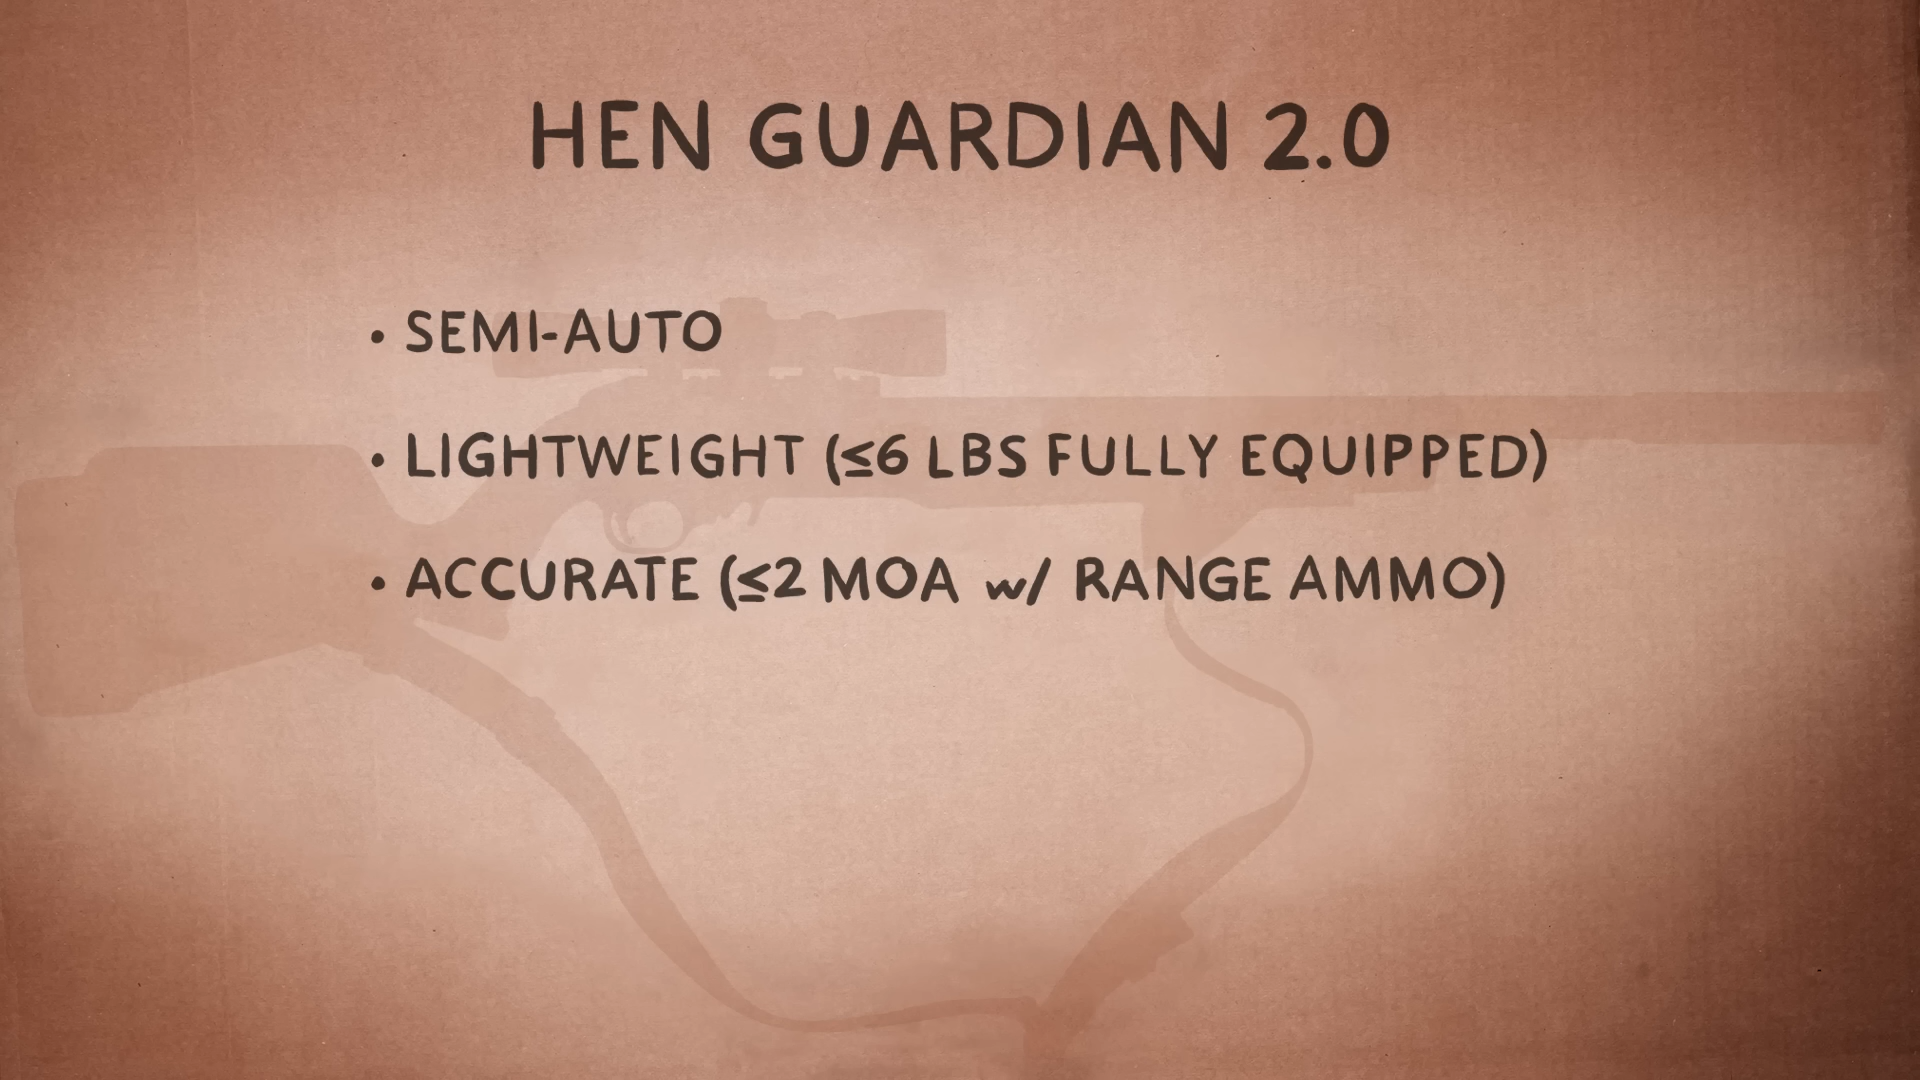 HEN GUARDIAN 2.0
• SEMI-AUTO
• LIGHTWEIGHT (≤6 LBS FULLY EQUIPPED)
• ACCURATE (≤2 MOA w/ RANGE AMMO)